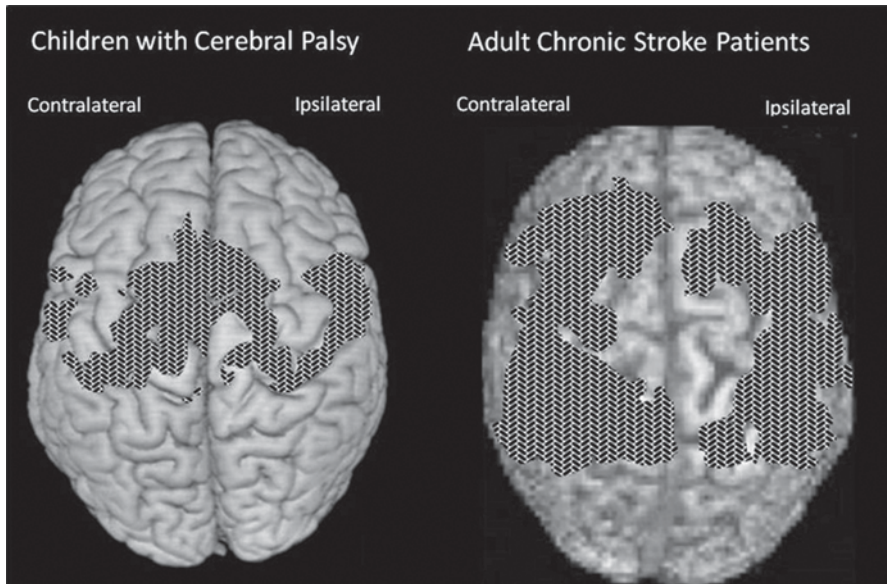 Children with Cerebral Palsy
Contralateral
Ipsilateral
Adult Chronic Stroke Patients
Contralateral
Ipsilateral